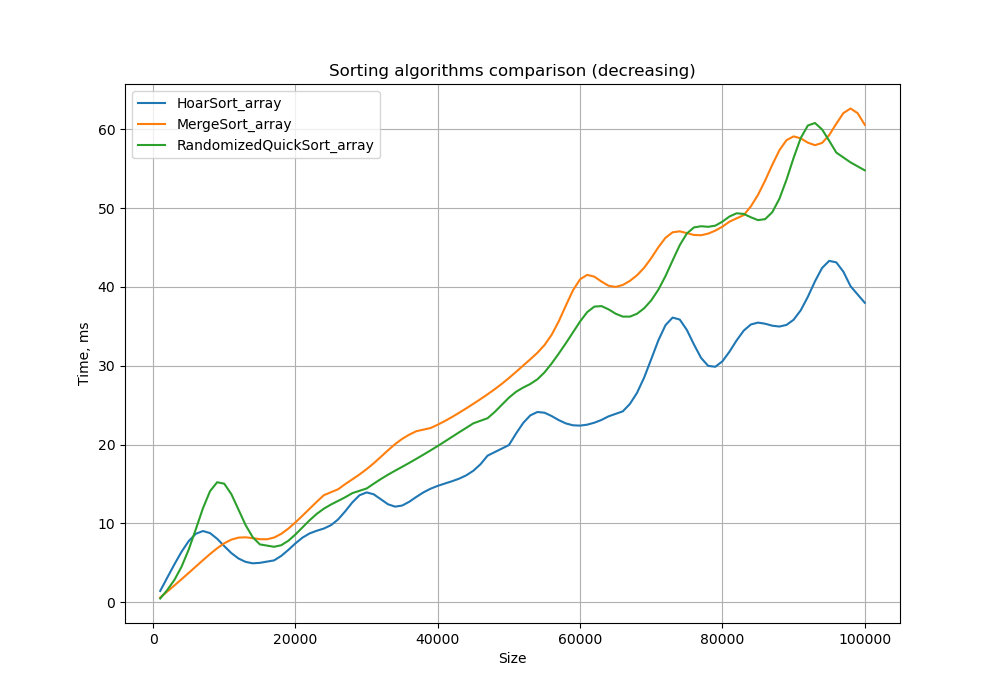 Sorting algorithms comparison (decreasing)
HoarSort_array
MergeSort_array
RandomizedQuickSort_array
60
50
40
30
20
10
0
Time, ms
0 20000 40000 60000 80000 100000
Size